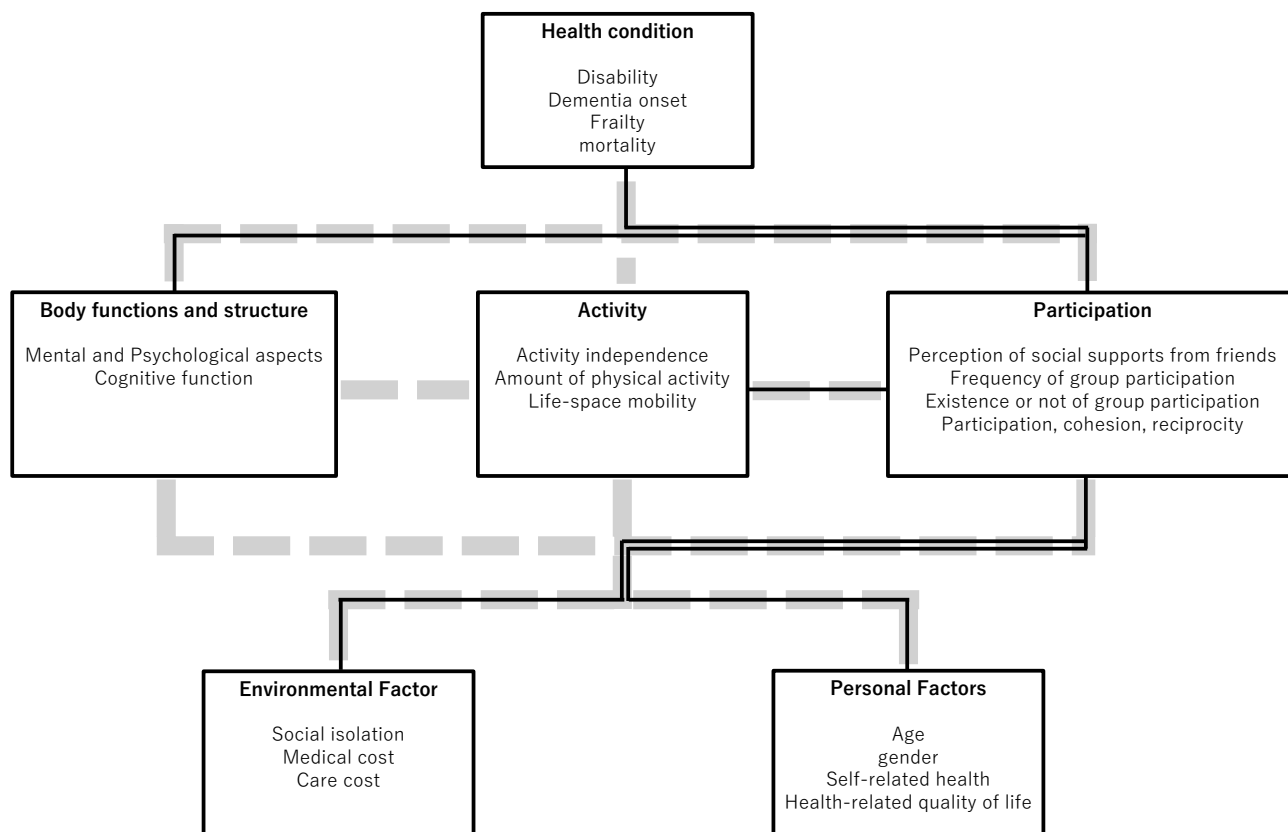 Health condition
Disability
Dementia onset
Frailty
mortality
Body functions and structure
Mental and Psychological aspects
Cognitive function
Activity
Activity independence
Amount of physical activity
Life-space mobility
Participation
Perception of social supports from friends
Frequency of group participation
Existence or not of group participation
Participation, cohesion, reciprocity
Environmental Factor
Social isolation
Medical cost
Care cost
Personal Factors
Age
gender
Self-related health
Health-related quality of life